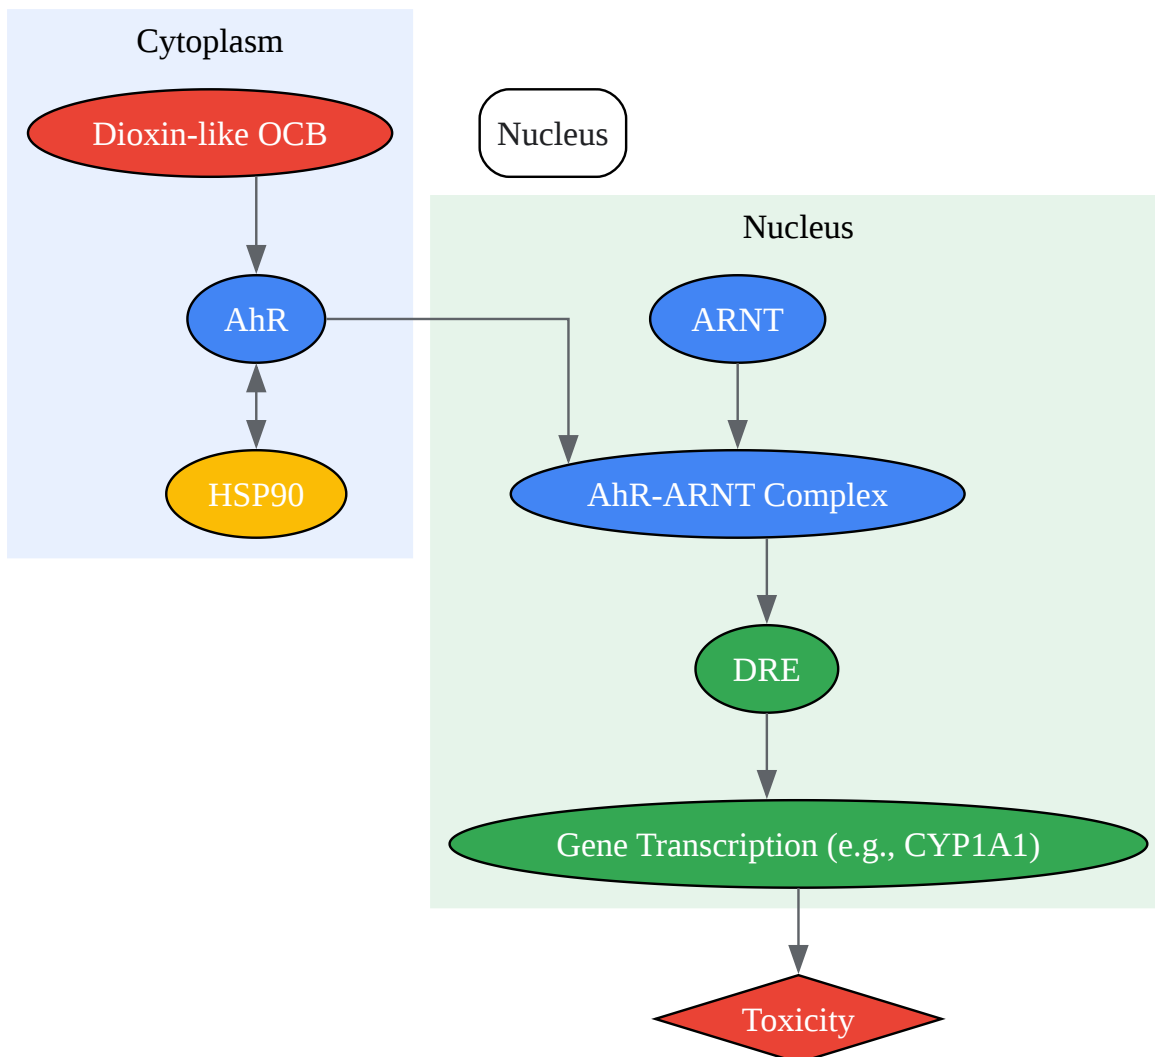 Cytoplasm
Dioxin-like OCB
AhR
HSP90
Nucleus
Nucleus
ARNT
AhR-ARNT Complex
DRE
Gene Transcription (e.g., CYP1A1)
Toxicity